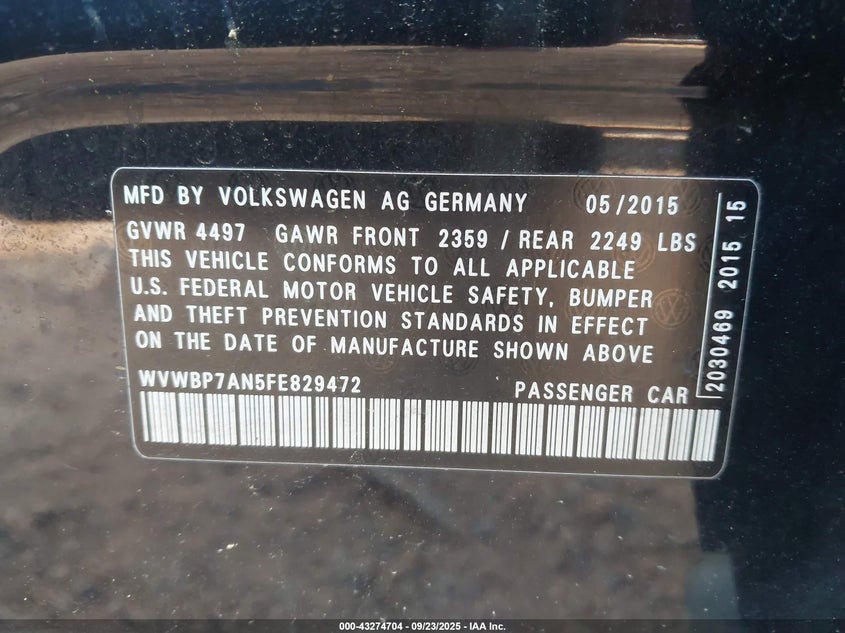 MFD BY VOLKSWAGEN AG GERMANY 05/2015
GVWR 4497 GAWR FRONT 2359 / REAR 2249 LBS
THIS VEHICLE CONFORMS TO ALL APPLICABLE
U.S. FEDERAL MOTOR VEHICLE SAFETY, BUMPER
AND THEFT PREVENTION STANDARDS IN EFFECT
ON THE DATE OF MANUFACTURE SHOWN ABOVE
WVWBP7AN5FE829472 PASSENGER CAR
2030469 2015 15
000-43274704 - 09/23/2025 - IAA Inc.